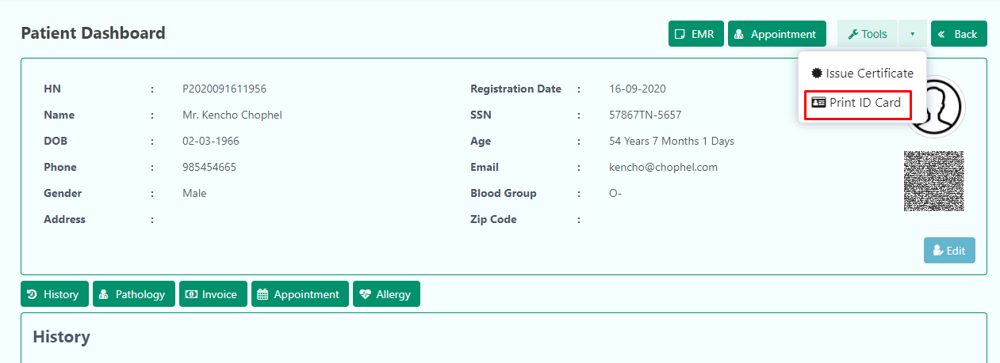 Patient Dashboard
EMR
Appointment
Tools
Back
Issue Certificate
Print ID Card
HN : P2020091611956
Registration Date : 16-09-2020
Name : Mr. Kencho Chophel
SSN : 57867TN-5657
DOB : 02-03-1966
Age : 54 Years 7 Months 1 Days
Phone : 985454665
Email : kencho@chophel.com
Gender : Male
Blood Group : O-
Address :
Zip Code :
Edit
History
Pathology
Invoice
Appointment
Allergy
History